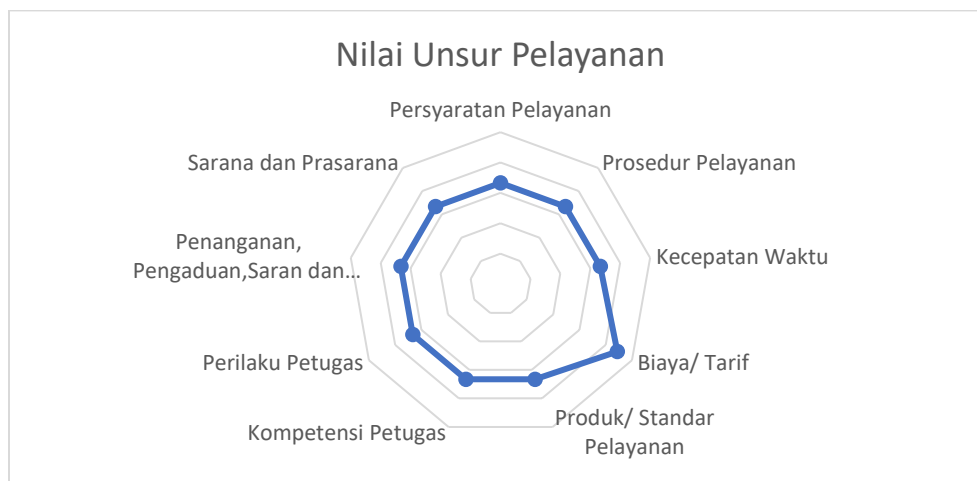 Nilai Unsur Pelayanan
Persyaratan Pelayanan
Prosedur Pelayanan
Kecepatan Waktu
Biaya/ Tarif
Produk/ Standar
Pelayanan
Kompetensi Petugas
Perilaku Petugas
Penanganan,
Pengaduan,Saran dan...
Sarana dan Prasarana